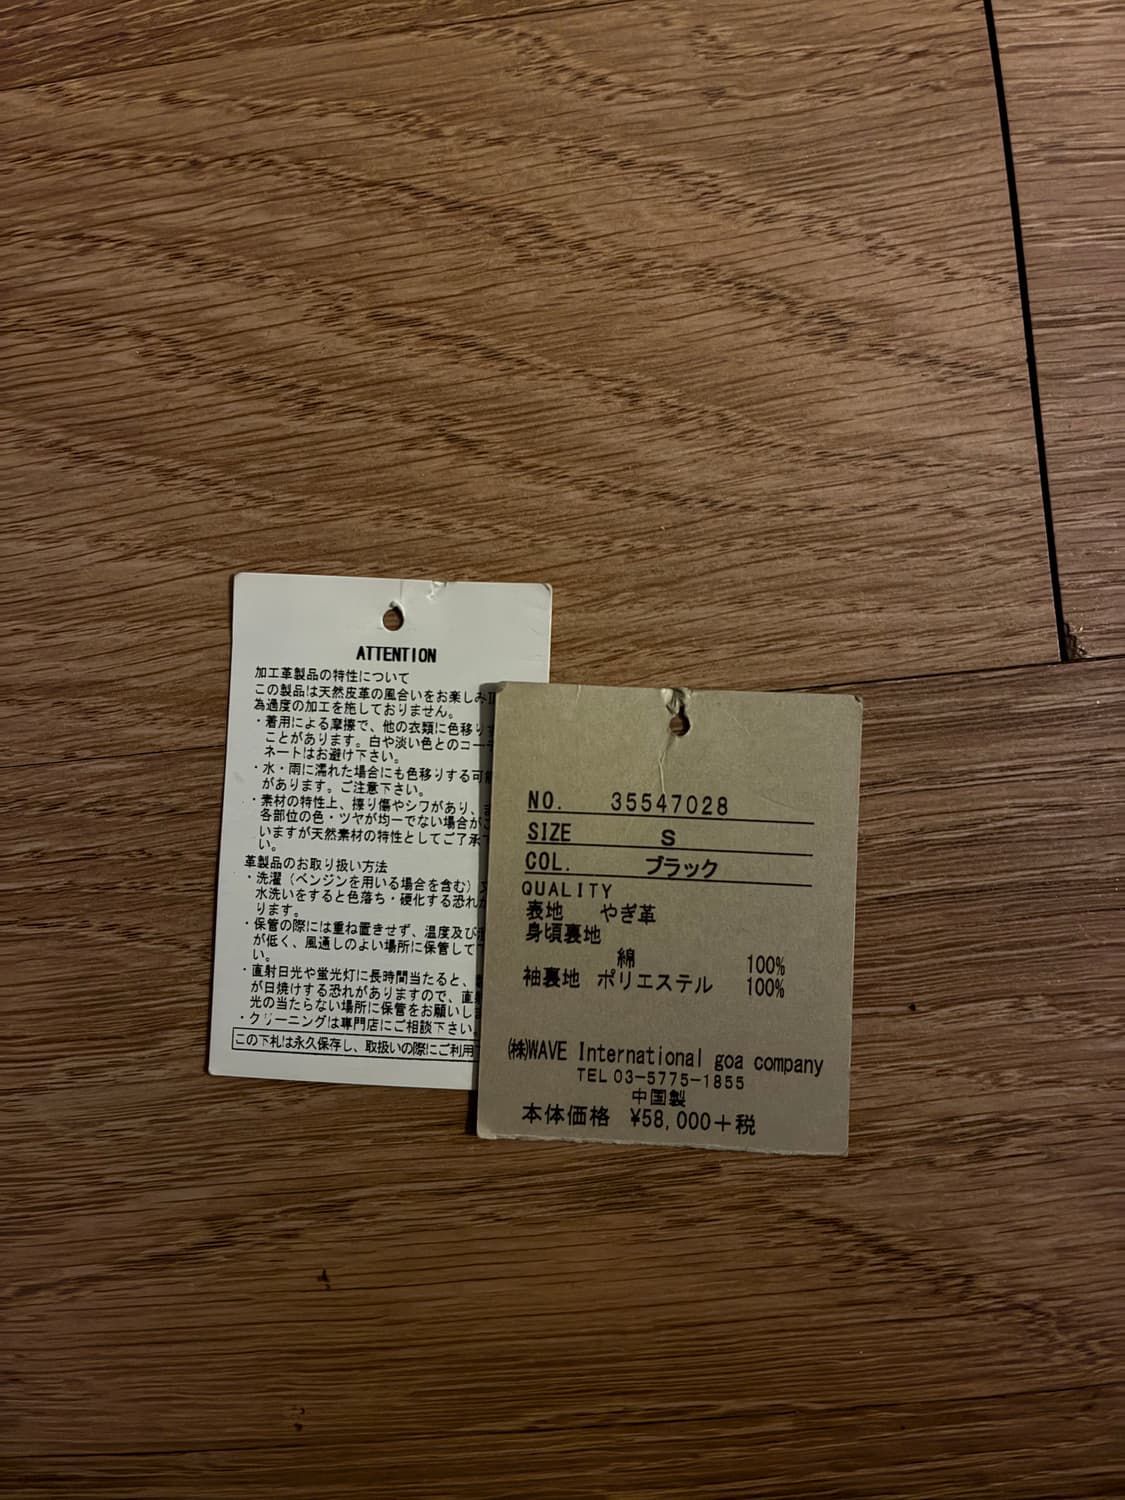 ATTENTION
加工革製品の特性について
この製品は天然皮革の風合いをお楽しみ
為過度の加工を施しておりません。
・着用による摩擦で、他の衣類に色移り
ことがあります。白や淡い色とのコー
ネートはお避け下さい。
・水・雨に濡れた場合にも色移りする可
があります。ご注意下さい。
・素材の特性上、擦り傷やシワがあり、
各部位の色・ツヤが均一でない場合が
いますが天然素材の特性としてご了承
い。
革製品のお取り扱い方法
・洗濯（ベンジンを用いる場合を含む）
水洗いをすると色落ち・硬化する恐れ
ります。
・保管の際には重ね置きせず、温度及び
が低く、風通しのよい場所に保管して
い。
・直射日光や蛍光灯に長時間当たると、
が日焼けする恐れがありますので、直
光の当たらない場所に保管をお願いし
・クリーニングは専門店にご相談下さい。
この下札は永久保存し、取扱いの際にご利用
NO. 35547028
SIZE S
COL. ブラック
QUALITY
表地 やぎ革
身頃裏地
綿 100%
袖裏地 ポリエステル 100%
㈱WAVE International goa company
TEL 03-5775-1855
中国製
本体価格 ¥58,000+税